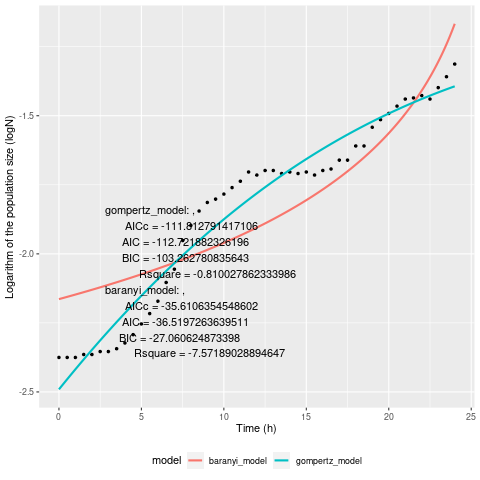 Logarithm of the population size (logN)
-1.5
-2.0
-2.5
gompertz_model: ,
AICc = -111.812791417106
AIC = -112.721882326196
BIC = -103.262780835643
Rsquare = -0.810027862333986
baranyi_model: ,
AICc = -35.6106354548602
AIC = -36.5197263639511
BIC = -27.060624873398
Rsquare = -7.57189028894647
0 5 10 15 20 25
Time (h)
model baranyi_model gompertz_model